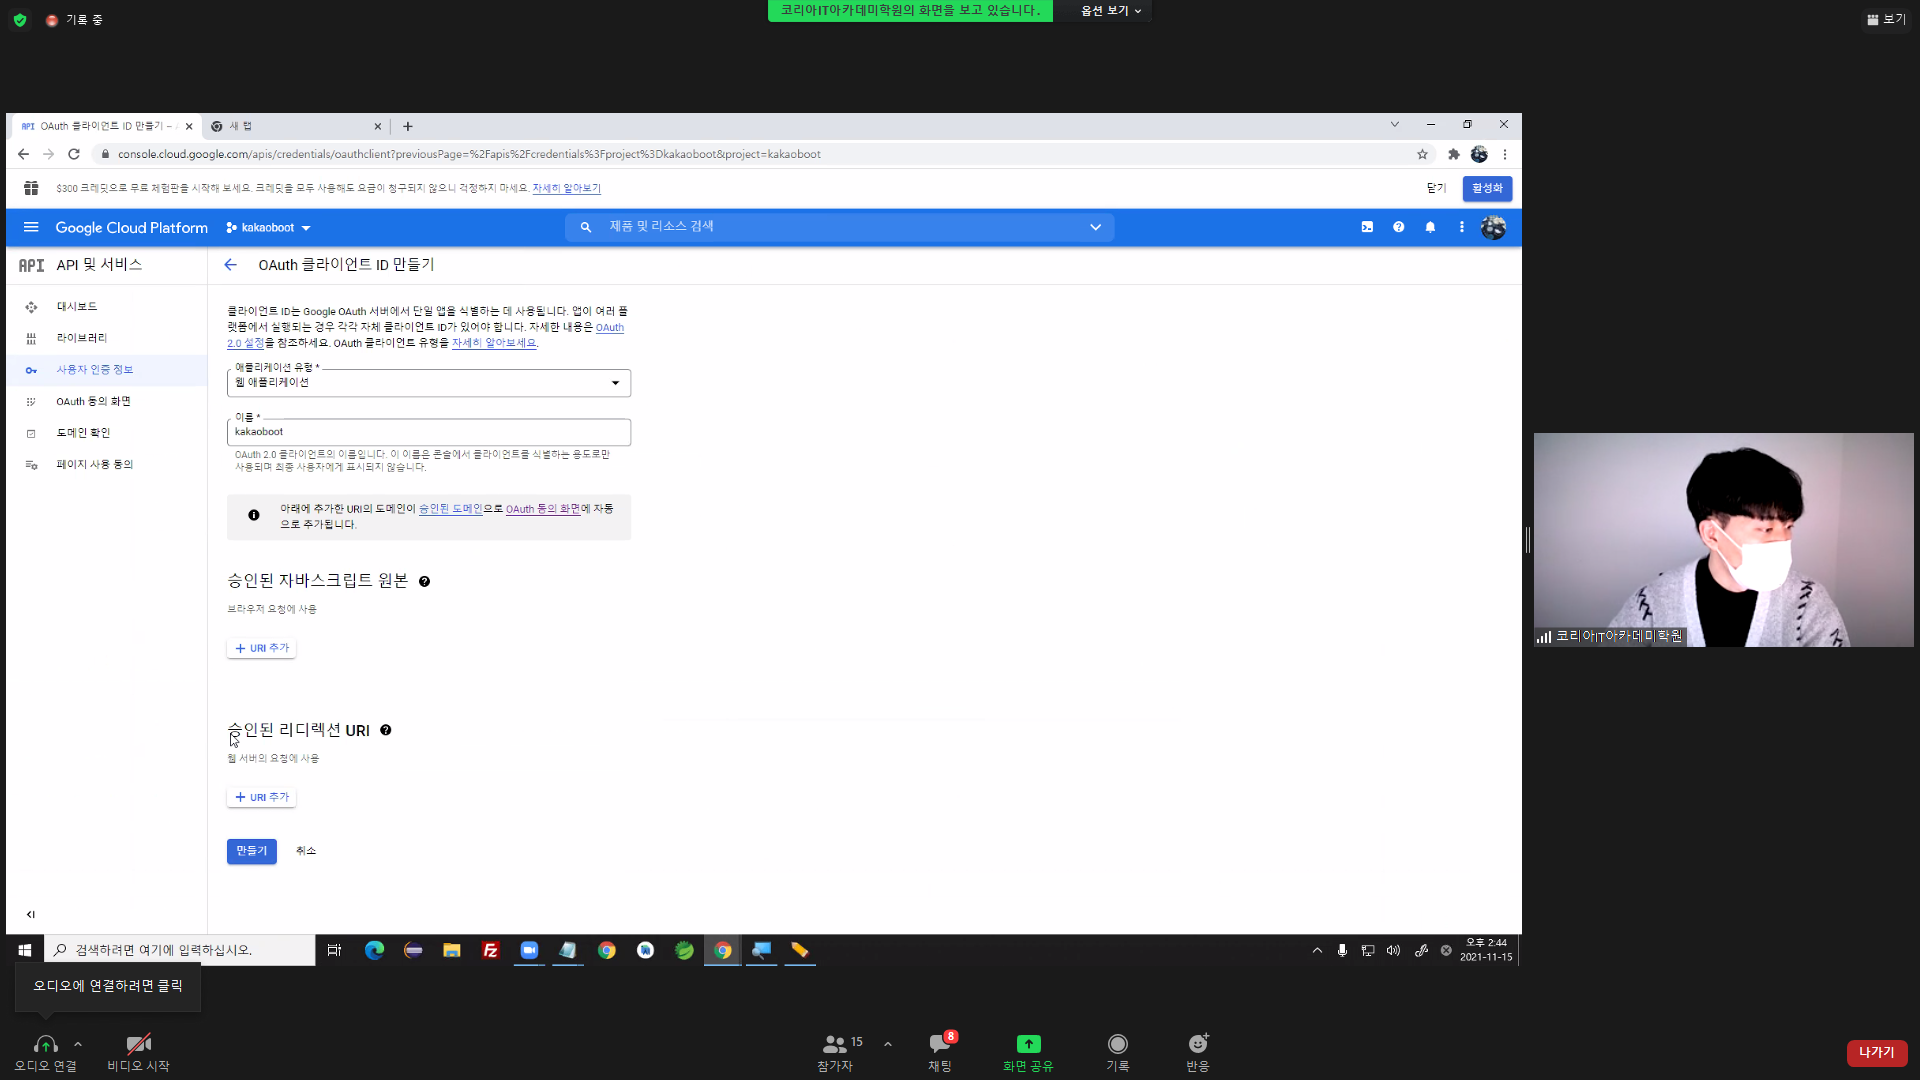 기록 중
코리아IT아카데미학원의 화면을 보고 있습니다.
옵션 보기
보기
API OAuth 클라이언트 ID 만들기 –
새 탭
console.cloud.google.com/apis/credentials/oauthclient?previousPage=%2Fapis%2Fcredentials%3Fproject%3Dkakaoboot&project=kakaoboot
$300 크레딧으로 무료 체험판을 시작해 보세요. 크레딧을 모두 사용해도 요금이 청구되지 않으니 걱정하지 마세요. 자세히 알아보기
닫기
활성화
Google Cloud Platform
kakaoboot
제품 및 리소스 검색
API API 및 서비스
OAuth 클라이언트 ID 만들기
대시보드
라이브러리
사용자 인증 정보
OAuth 동의 화면
도메인 확인
페이지 사용 동의
클라이언트 ID는 Google OAuth 서버에서 단일 앱을 식별하는 데 사용됩니다. 앱이 여러 플
랫폼에서 실행되는 경우 각각 자체 클라이언트 ID가 있어야 합니다. 자세한 내용은 OAuth
2.0 설정을 참조하세요. OAuth 클라이언트 유형을 자세히 알아보세요.
애플리케이션 유형 *
웹 애플리케이션
이름 *
kakaoboot
OAuth 2.0 클라이언트의 이름입니다. 이 이름은 콘솔에서 클라이언트를 식별하는 용도로만
사용되며 최종 사용자에게 표시되지 않습니다.
아래에 추가한 URI의 도메인이 승인된 도메인으로 OAuth 동의 화면에 자동
으로 추가됩니다.
승인된 자바스크립트 원본
브라우저 요청에 사용
+ URI 추가
승인된 리디렉션 URI
웹 서버의 요청에 사용
+ URI 추가
만들기
취소
코리아IT아카데미학원
검색하려면 여기에 입력하십시오.
오후 2:44
2021-11-15
오디오에 연결하려면 클릭
오디오 연결
비디오 시작
15
참가자
8
채팅
화면 공유
기록
반응
나가기